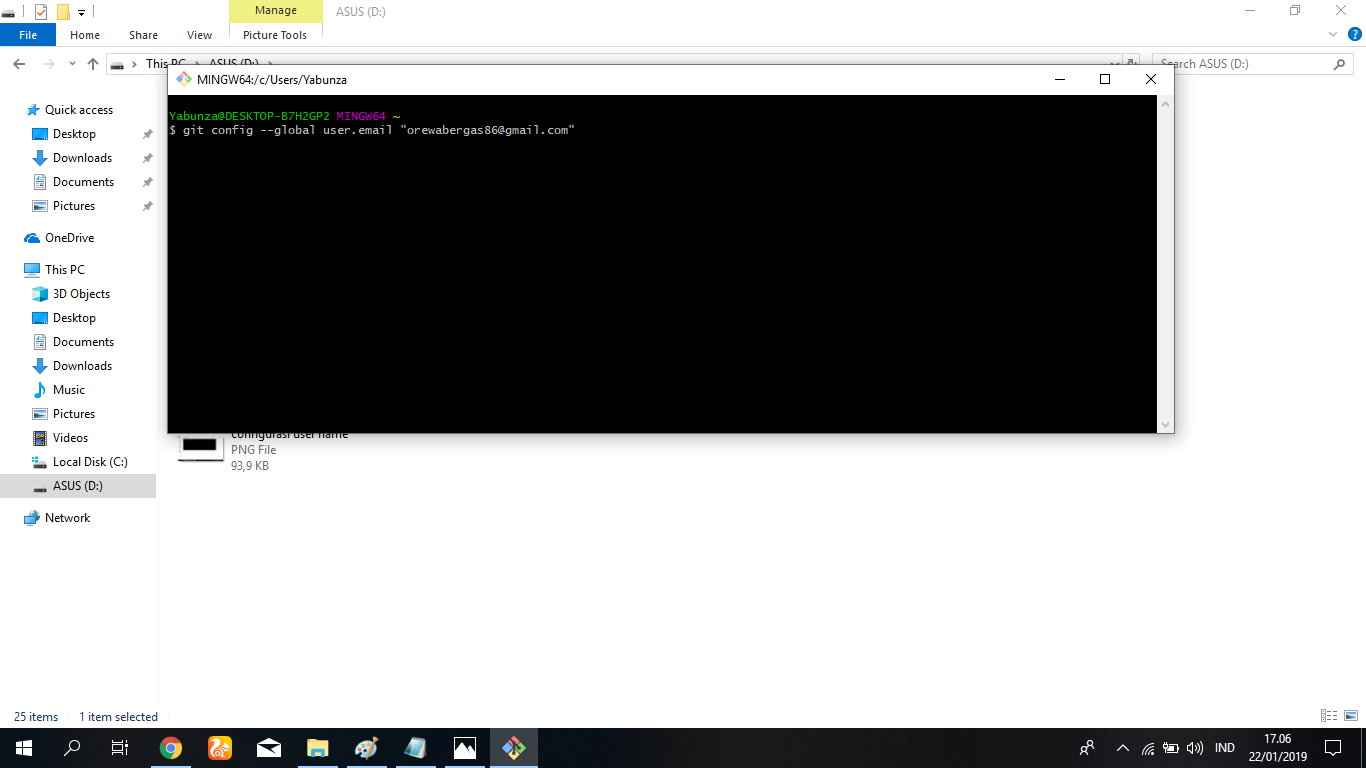 Manage
ASUS (D:)
File
Home
Share
View
Picture Tools
This PC
ASUS (D:)
Search ASUS (D:)
MINGW64:/c/Users/Yabunza
Yabunza@DESKTOP-B7H2GP2 MINGW64 ~
$ git config --global user.email "orewabergas86@gmail.com"
Quick access
Desktop
Downloads
Documents
Pictures
OneDrive
This PC
3D Objects
Desktop
Documents
Downloads
Music
Pictures
Videos
Local Disk (C:)
ASUS (D:)
Network
configurasi user name
PNG File
93,9 KB
25 items
1 item selected
IND
17.06
22/01/2019